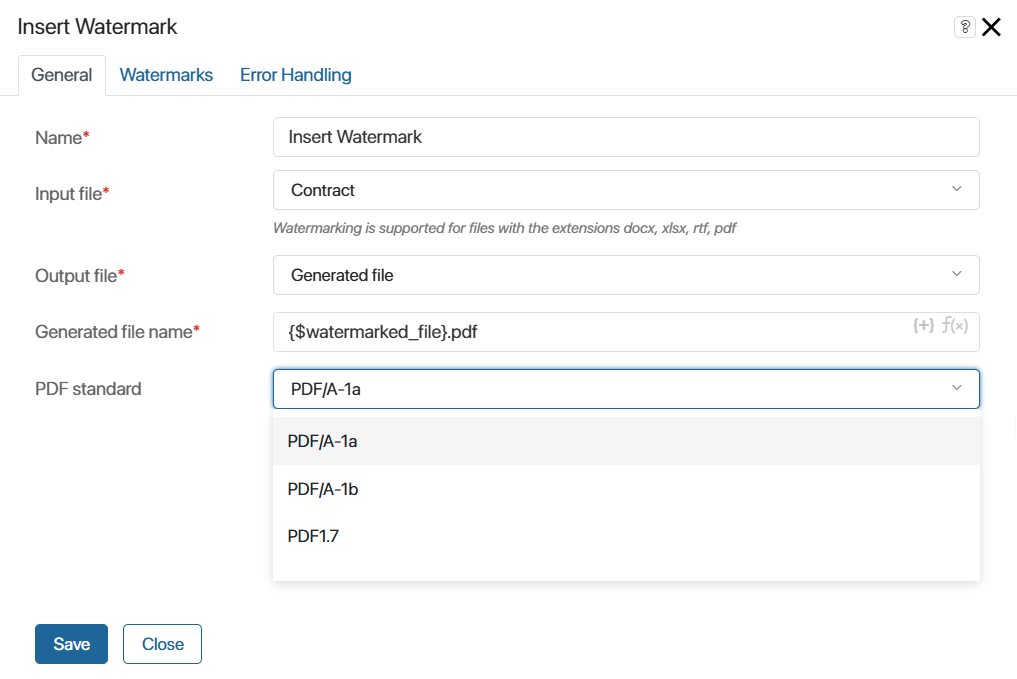 Insert Watermark
?
General Watermarks Error Handling
Name* Insert Watermark
Input file* Contract
Watermarking is supported for files with the extensions docx, xlsx, rtf, pdf
Output file* Generated file
Generated file name* {$watermarked_file}.pdf {+} f(x)
PDF standard PDF/A-1a
PDF/A-1a
PDF/A-1b
PDF1.7
Save Close